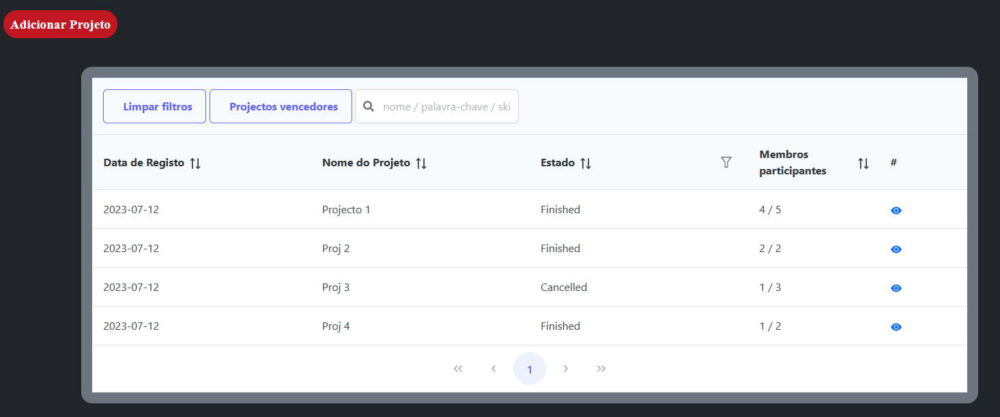 Adicionar Projeto
Limpar filtros Projectos vencedores nome / palavra-chave / ski
Data de Registo Nome do Projeto Estado Membros participantes #
2023-07-12 Projecto 1 Finished 4 / 5
2023-07-12 Proj 2 Finished 2 / 2
2023-07-12 Proj 3 Cancelled 1 / 3
2023-07-12 Proj 4 Finished 1 / 2
1